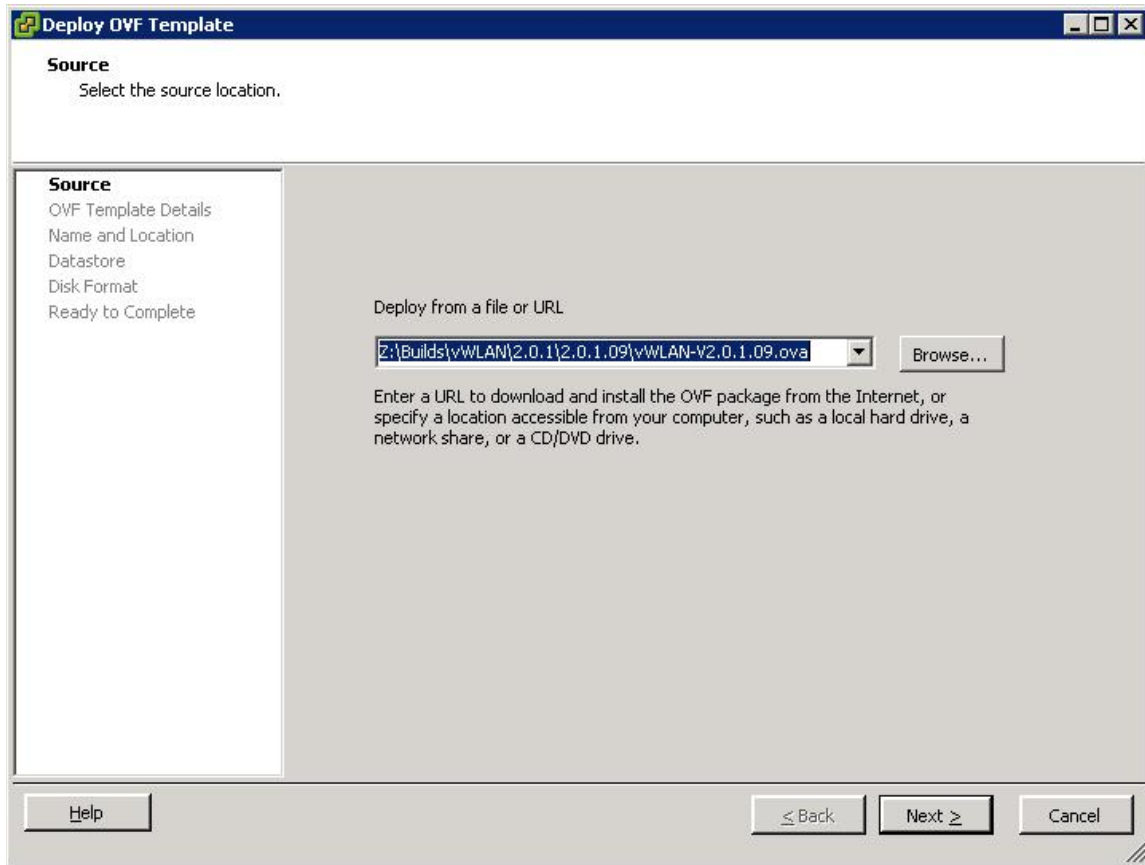 Deploy OVF Template
Source
Select the source location.
Source
OVF Template Details
Name and Location
Datastore
Disk Format
Ready to Complete
Deploy from a file or URL
Z:\Builds\vWLAN\2.0.1\2.0.1.09\vWLAN-V2.0.1.09.ova
Browse...
Enter a URL to download and install the OVF package from the Internet, or
specify a location accessible from your computer, such as a local hard drive, a
network share, or a CD/DVD drive.
Help
< Back
Next >
Cancel